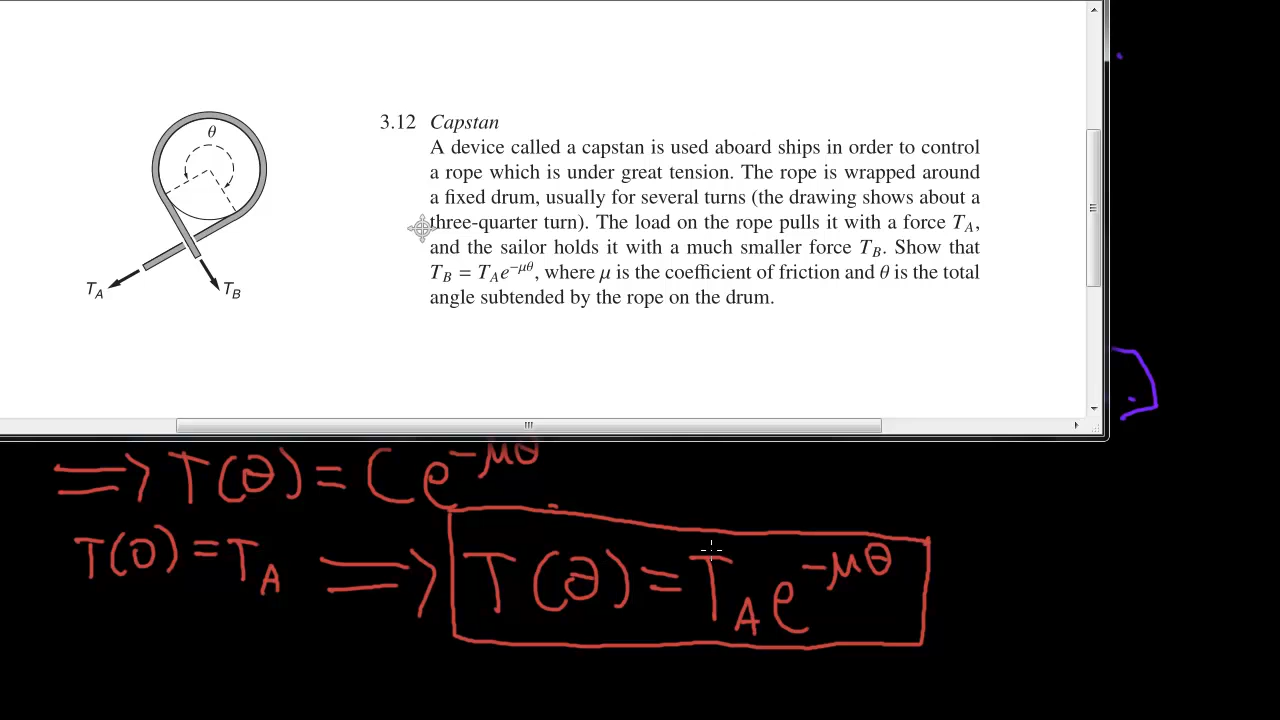 θ
T_A
T_B
3.12 Capstan
A device called a capstan is used aboard ships in order to control
a rope which is under great tension. The rope is wrapped around
a fixed drum, usually for several turns (the drawing shows about a
three-quarter turn). The load on the rope pulls it with a force T_A,
and the sailor holds it with a much smaller force T_B. Show that
T_B = T_A e^{−μθ}, where μ is the coefficient of friction and θ is the total
angle subtended by the rope on the drum.
⟹ T(θ) = C e^{-μθ}
T(0) = T_A ⟹ T(θ) = T_A e^{-μθ}